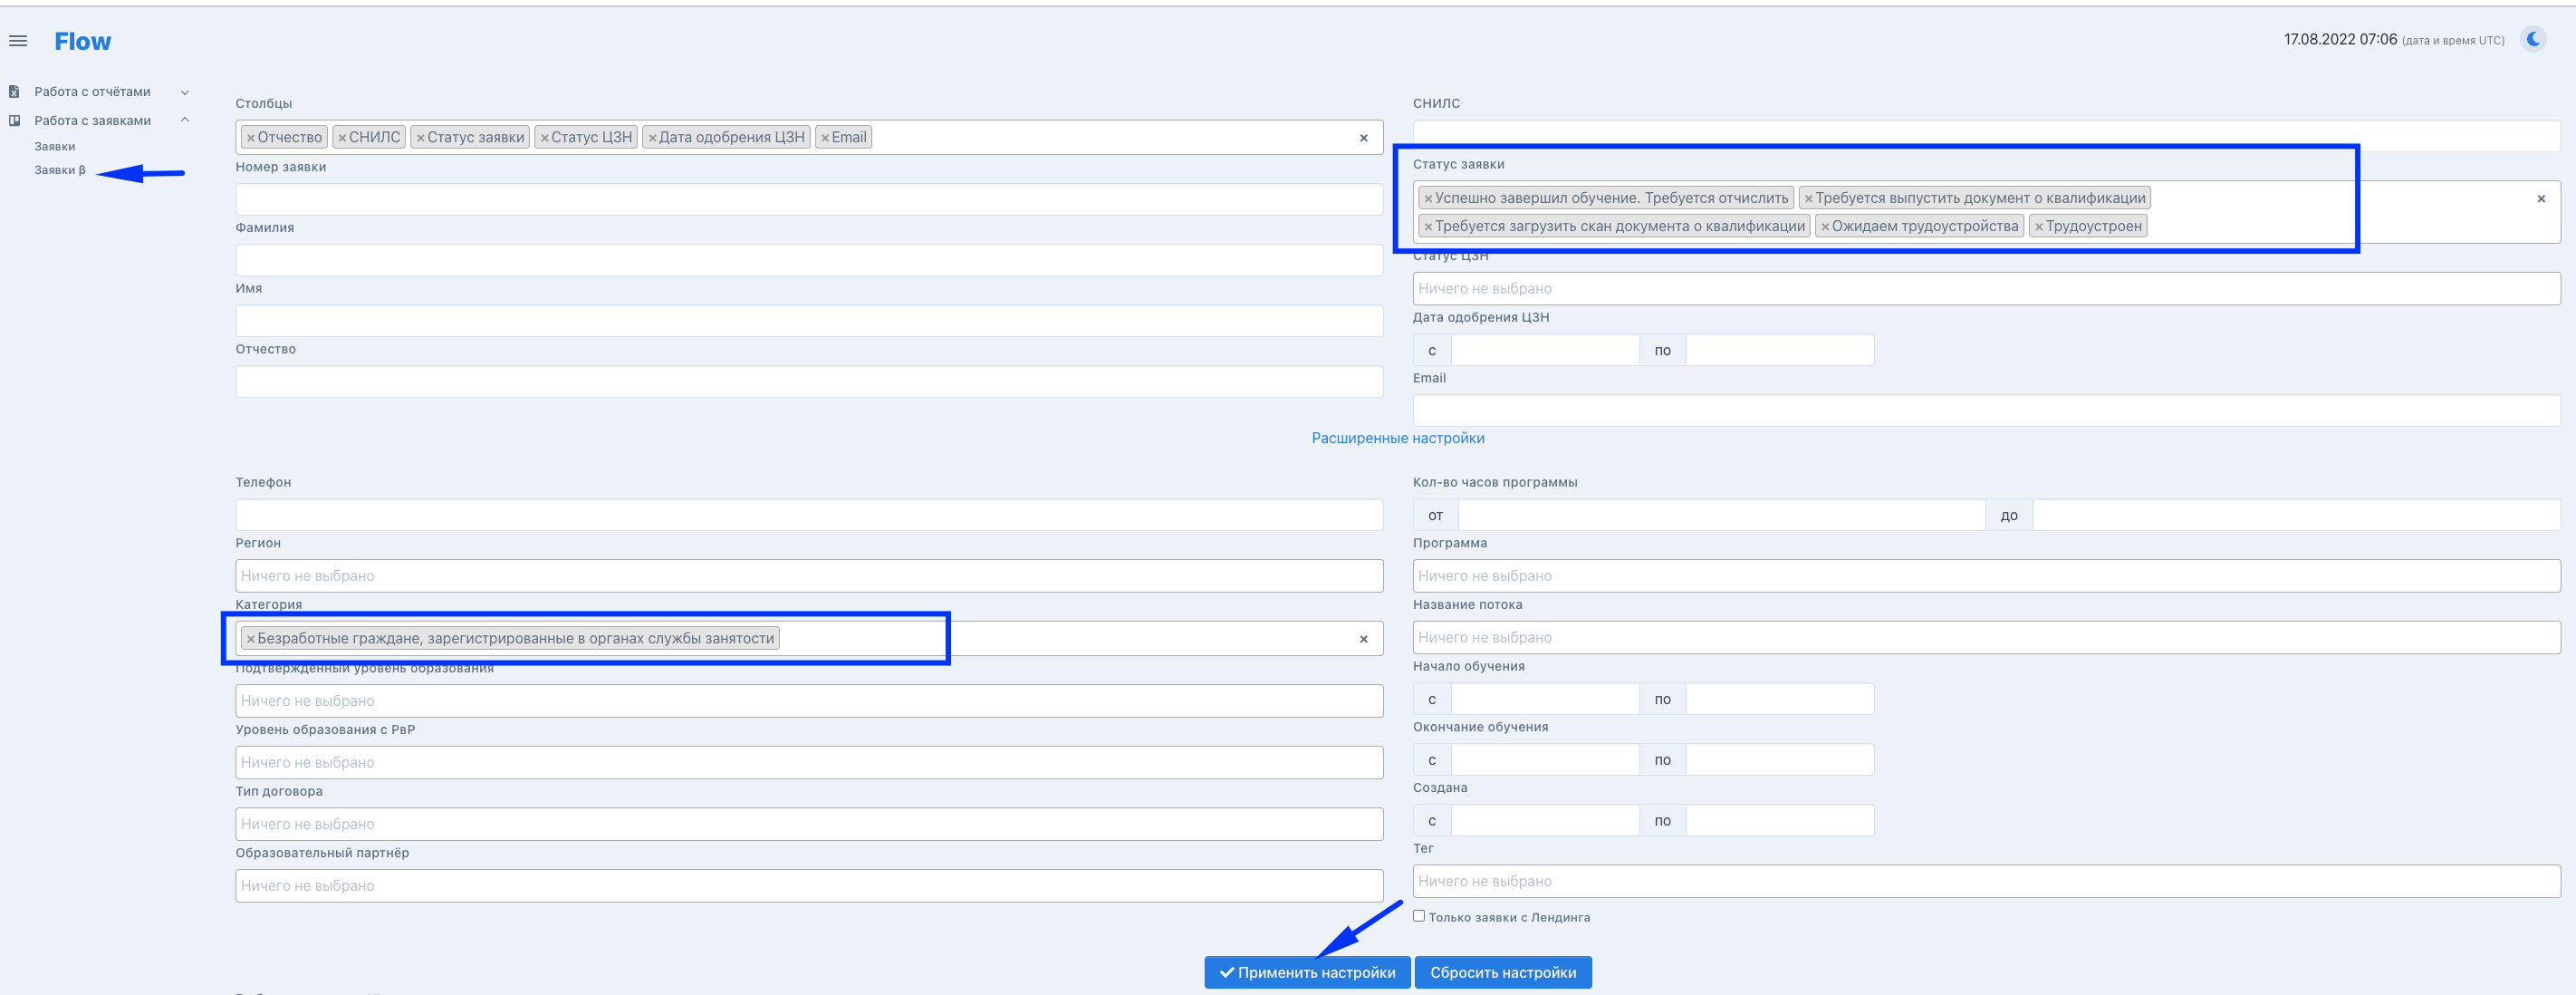 Flow
17.08.2022 07:06 (дата и время UTC)
Работа с отчётами
Работа с заявками
Заявки
Заявки β
Столбцы
× Отчество × СНИЛС × Статус заявки × Статус ЦЗН × Дата одобрения ЦЗН × Email ×
Номер заявки
Фамилия
Имя
Отчество
СНИЛС
Статус заявки
× Успешно завершил обучение. Требуется отчислить × Требуется выпустить документ о квалификации ×
× Требуется загрузить скан документа о квалификации × Ожидаем трудоустройства × Трудоустроен
Статус ЦЗН
Ничего не выбрано
Дата одобрения ЦЗН
с по
Email
Расширенные настройки
Телефон
Регион
Ничего не выбрано
Категория
× Безработные граждане, зарегистрированные в органах службы занятости ×
Подтвержденный уровень образования
Ничего не выбрано
Уровень образования с РвР
Ничего не выбрано
Тип договора
Ничего не выбрано
Образовательный партнёр
Ничего не выбрано
Кол-во часов программы
от до
Программа
Ничего не выбрано
Название потока
Ничего не выбрано
Начало обучения
с по
Окончание обучения
с по
Создана
с по
Тег
Ничего не выбрано
Только заявки с Лендинга
Применить настройки Сбросить настройки